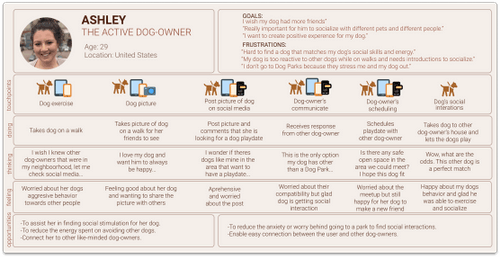 ASHLEY
THE ACTIVE DOG-OWNER
Age: 29
Location: United States
GOALS:
"I wish my dog had more friends"
"Really important for him to socialize with different pets and different people."
"I want to create positive experience for my dog."
FRUSTRATIONS:
"Hard to find a dog that matches my dog's social skills and energy."
"My dog is too reactive to other dogs while on walks and needs introductions to socialize."
"I don't go to Dog Parks because they stress me and my dog out."
touchpoints
Dog exercise
Dog picture
Post picture of dog
on social media
Dog-owner's
communicate
Dog-owner's
scheduling
Dog's social
interations
doing
Takes dog on a walk
Takes picture of dog
on a walk for her
friends to see
Post picture and
comments that she is
looking for a dog playdate
Receives response
from other dog-owner
Schedules
playdate with
other dog-owner
Takes dog to other
dog-owner's house and
lets the dogs play
thinking
I wish I knew other
dog-owners that were in
my neighborhood, let me
check social media...
I love my dog and
want him to always
be happy...
I wonder if theres
dogs like mine in the
area that want to
have a playdate...
This is the only option
my dog has other
than a Dog Park...
Is there any safe
open space in the
area we could meet?
I hope this dog fit
Wow, what are the
odds. This other dog is
a perfect match
feeling
Worried about her dogs
aggressive behavior
towards other people
Feeling good about her dog
and wanting to share the
picture with others
Aprehensive and
worried about the
post
Worried about their
compatibility but glad
dog is getting social
interaction
Worried about the
meetup but still
happy for her dog to
make a new friend
Happy about my dogs
behavior and glad he
was able to exercise
and socialize
opportunities
-To assist her in finding social stimulation for her dog.
-To reduce the energy spent on avoiding other dogs.
-Connect her to other like-minded dog-owners.
-To reduce the anxiety or worry behind going to a park to find social interactions.
-Enable easy connection between the user and other dog-owners.